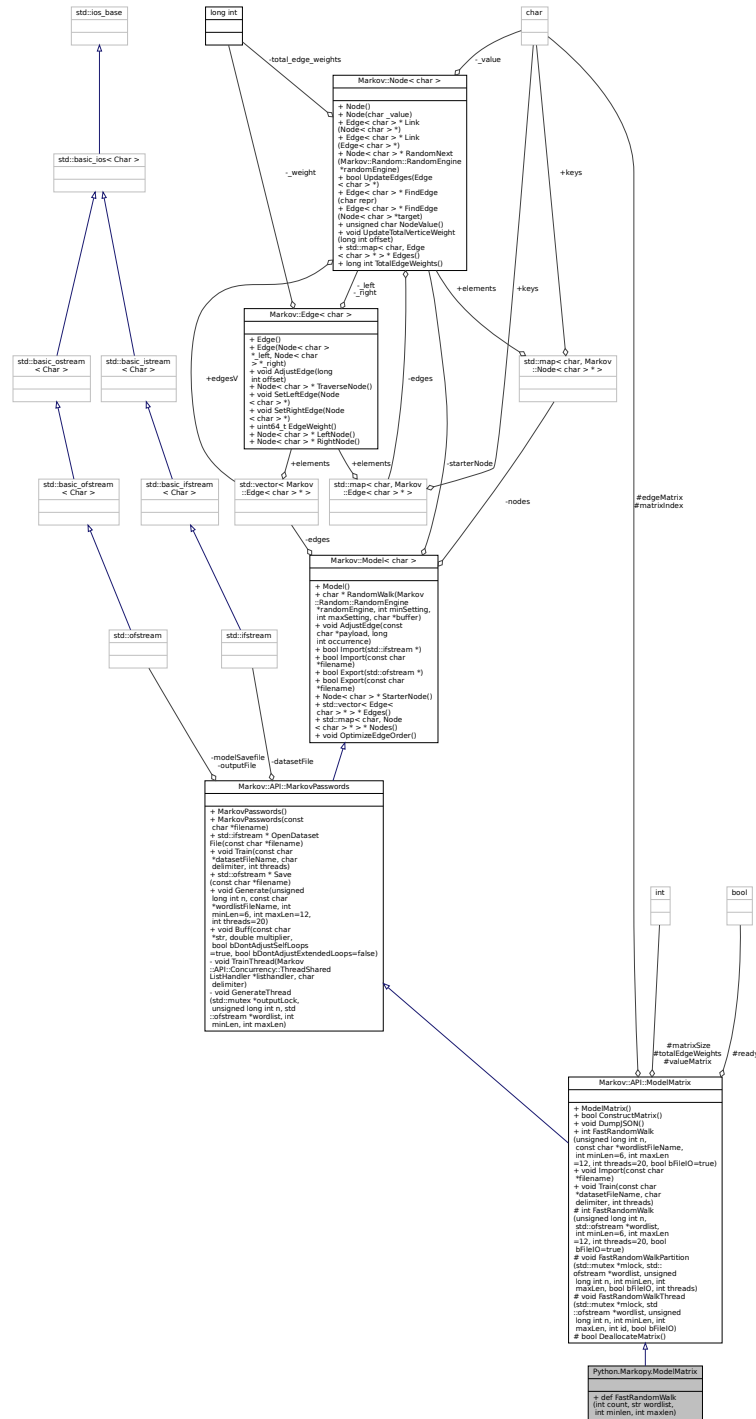 std::ios_base
long int
char
-total_edge_weights
-_value
Markov::Node< char >
+ Node()
+ Node(char _value)
+ Edge< char > * Link
(Node< char > *)
+ Edge< char > * Link
(Edge< char > *)
+ Node< char > * RandomNext
(Markov::Random::RandomEngine
*randomEngine)
+ bool UpdateEdges(Edge
< char > *)
+ Edge< char > * FindEdge
(char repr)
+ Edge< char > * FindEdge
(Node< char > *target)
+ unsigned char NodeValue()
+ void UpdateTotalVerticeWeight
(long int offset)
+ std::map< char, Edge
< char > * > * Edges()
+ long int TotalEdgeWeights()
std::basic_ios< Char >
-_weight
+keys
-_left
-_right
+elements
+keys
Markov::Edge< char >
+ Edge()
+ Edge(Node< char >
*_left, Node< char
> *_right)
+ void AdjustEdge(long
int offset)
+ Node< char > * TraverseNode()
+ void SetLeftEdge(Node
< char > *)
+ void SetRightEdge(Node
< char > *)
+ uint64_t EdgeWeight()
+ Node< char > * LeftNode()
+ Node< char > * RightNode()
std::basic_ostream
< Char >
std::basic_istream
< Char >
+edgesV
-edges
std::map< char, Markov
::Node< char > * >
+elements
+elements
-starterNode
std::basic_ofstream
< Char >
std::basic_ifstream
< Char >
std::vector< Markov
::Edge< char > * >
std::map< char, Markov
::Edge< char > * >
-nodes
#edgeMatrix
#matrixIndex
-edges
Markov::Model< char >
+ Model()
+ char * RandomWalk(Markov
::Random::RandomEngine
*randomEngine, int minSetting,
int maxSetting, char *buffer)
+ void AdjustEdge(const
char *payload, long
int occurrence)
+ bool Import(std::ifstream *)
+ bool Import(const char
*filename)
+ bool Export(std::ofstream *)
+ bool Export(const char
*filename)
+ Node< char > * StarterNode()
+ std::vector< Edge<
char > * > * Edges()
+ std::map< char, Node
< char > * > * Nodes()
+ void OptimizeEdgeOrder()
std::ofstream
std::ifstream
-modelSavefile
-outputFile
-datasetFile
Markov::API::MarkovPasswords
+ MarkovPasswords()
+ MarkovPasswords(const
char *filename)
+ std::ifstream * OpenDataset
File(const char *filename)
+ void Train(const char
*datasetFileName, char
delimiter, int threads)
+ std::ofstream * Save
(const char *filename)
+ void Generate(unsigned
long int n, const char
*wordlistFileName, int
minLen=6, int maxLen=12,
int threads=20)
+ void Buff(const char
*str, double multiplier,
bool bDontAdjustSelfLoops
=true, bool bDontAdjustExtendedLoops=false)
- void TrainThread(Markov
::API::Concurrency::ThreadShared
ListHandler *listhandler, char
delimiter)
- void GenerateThread
(std::mutex *outputLock,
unsigned long int n, std
::ofstream *wordlist, int
minLen, int maxLen)
int
bool
#matrixSize
#totalEdgeWeights
#valueMatrix
#ready
Markov::API::ModelMatrix
+ ModelMatrix()
+ bool ConstructMatrix()
+ void DumpJSON()
+ int FastRandomWalk
(unsigned long int n,
const char *wordlistFileName,
int minLen=6, int maxLen
=12, int threads=20, bool bFileIO=true)
+ void Import(const char
*filename)
+ void Train(const char
*datasetFileName, char
delimiter, int threads)
# int FastRandomWalk
(unsigned long int n,
std::ofstream *wordlist,
int minLen=6, int maxLen
=12, int threads=20, bool
bFileIO=true)
# void FastRandomWalkPartition
(std::mutex *mlock, std::
ofstream *wordlist, unsigned
long int n, int minLen, int
maxLen, bool bFileIO, int threads)
# void FastRandomWalkThread
(std::mutex *mlock, std
::ofstream *wordlist, unsigned
long int n, int minLen, int
maxLen, int id, bool bFileIO)
# bool DeallocateMatrix()
Python.Markopy.ModelMatrix
+ def FastRandomWalk
(int count, str wordlist,
int minlen, int maxlen)